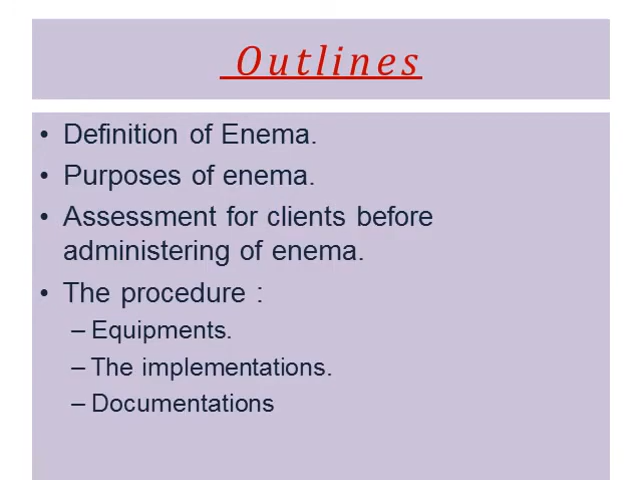 Outlines
• Definition of Enema.
• Purposes of enema.
• Assessment for clients before
administering of enema.
• The procedure :
– Equipments.
– The implementations.
– Documentations